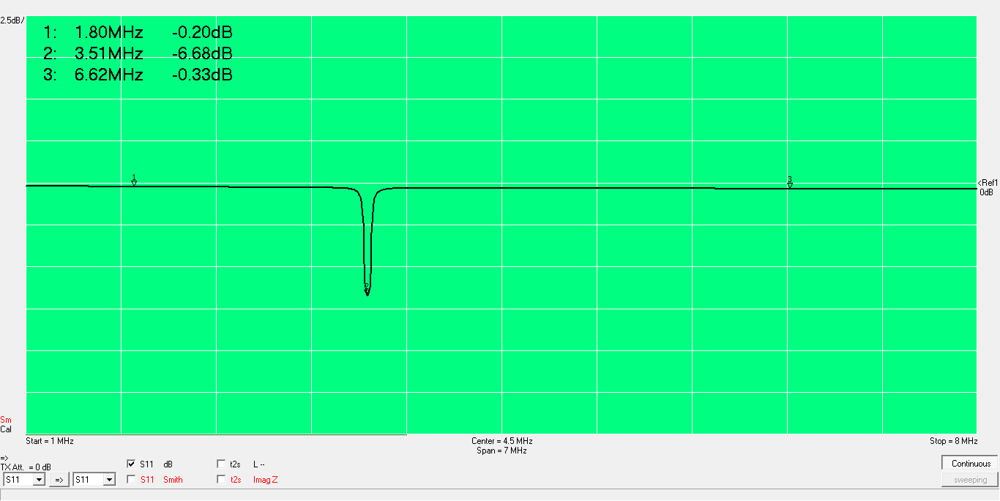 2.5dB/
1: 1.80MHz -0.20dB
2: 3.51MHz -6.68dB
3: 6.62MHz -0.33dB
1
3
<Ref1
0dB
2
Sm
Cal
Start = 1 MHz
Center = 4.5 MHz
Stop = 8 MHz
Span = 7 MHz
=>
TX Att. = 0 dB
S11 dB
t2s L --
Continuous
S11
=>
S11
S11 Smith
t2s Imag Z
sweeping